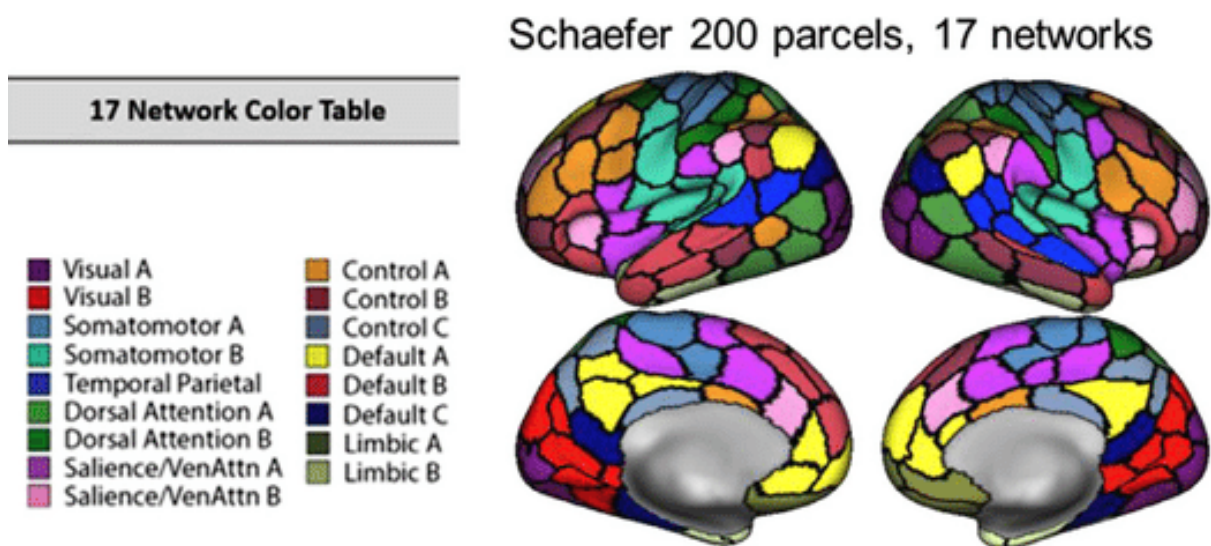 Schaefer 200 parcels, 17 networks
17 Network Color Table
Visual A
Visual B
Somatomotor A
Somatomotor B
Temporal Parietal
Dorsal Attention A
Dorsal Attention B
Salience/VenAttn A
Salience/VenAttn B
Control A
Control B
Control C
Default A
Default B
Default C
Limbic A
Limbic B